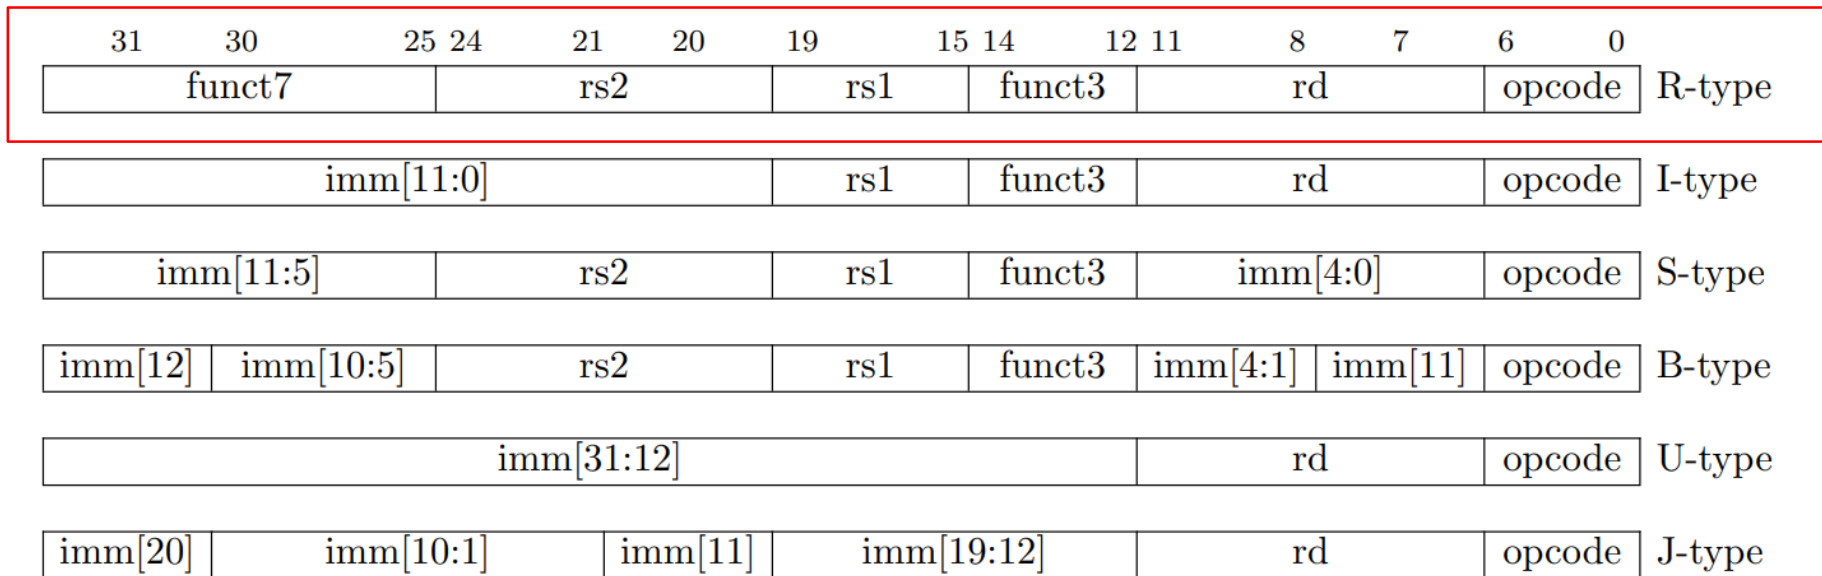 31 30 25 24 21 20 19 15 14 12 11 8 7 6 0
funct7 rs2 rs1 funct3 rd opcode R-type
imm[11:0] rs1 funct3 rd opcode I-type
imm[11:5] rs2 rs1 funct3 imm[4:0] opcode S-type
imm[12] imm[10:5] rs2 rs1 funct3 imm[4:1] imm[11] opcode B-type
imm[31:12] rd opcode U-type
imm[20] imm[10:1] imm[11] imm[19:12] rd opcode J-type